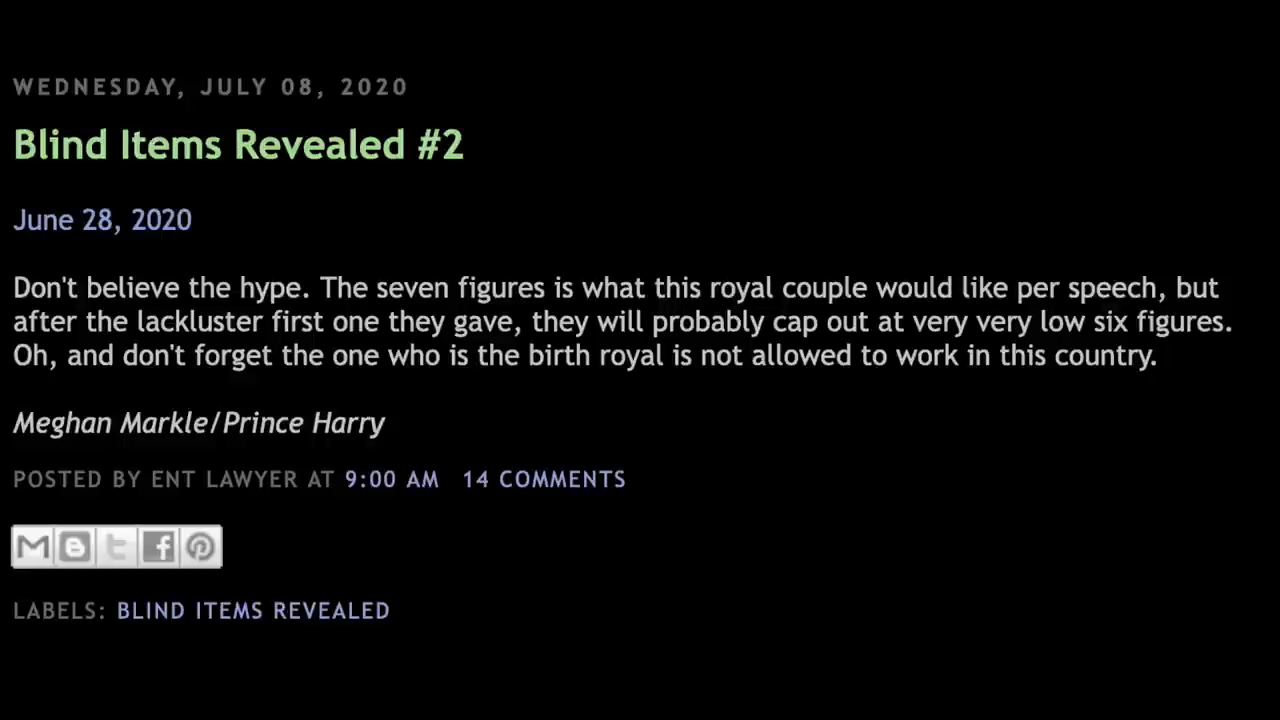 WEDNESDAY, JULY 08, 2020
Blind Items Revealed #2
June 28, 2020
Don't believe the hype. The seven figures is what this royal couple would like per speech, but
after the lackluster first one they gave, they will probably cap out at very very low six figures.
Oh, and don't forget the one who is the birth royal is not allowed to work in this country.
Meghan Markle/Prince Harry
POSTED BY ENT LAWYER AT 9:00 AM 14 COMMENTS
LABELS: BLIND ITEMS REVEALED